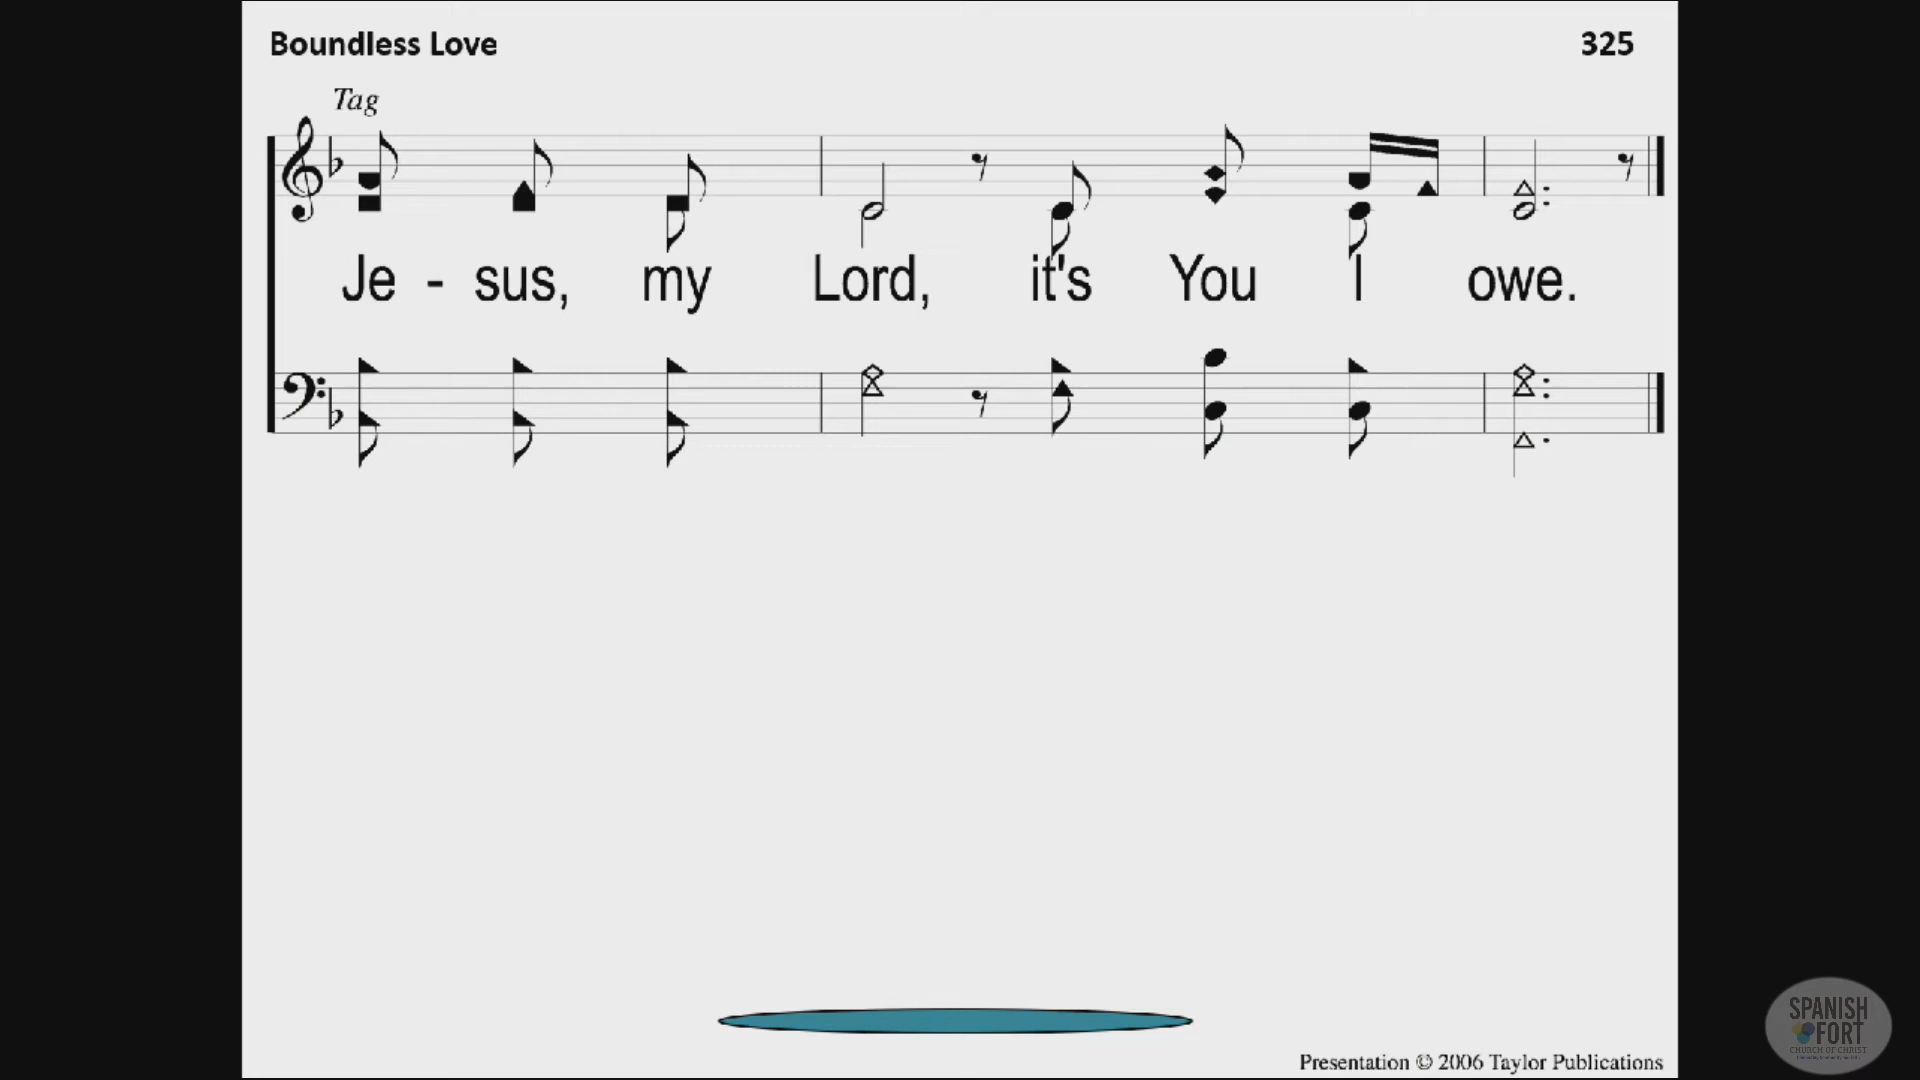 Boundless Love 325
Tag
Je - sus, my Lord, it's You I owe.
Presentation © 2006 Taylor Publications
SPANISH
FORT
CHURCH OF CHRIST